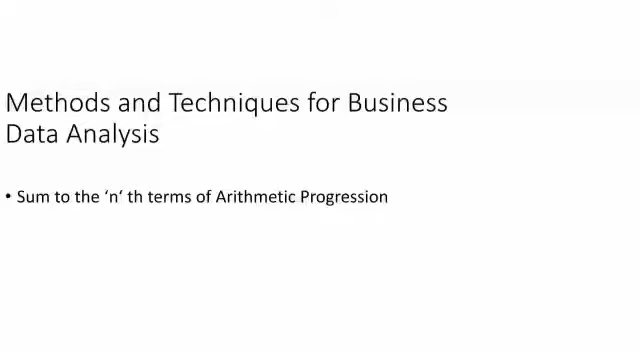 Methods and Techniques for Business
Data Analysis
• Sum to the ‘n‘ th terms of Arithmetic Progression